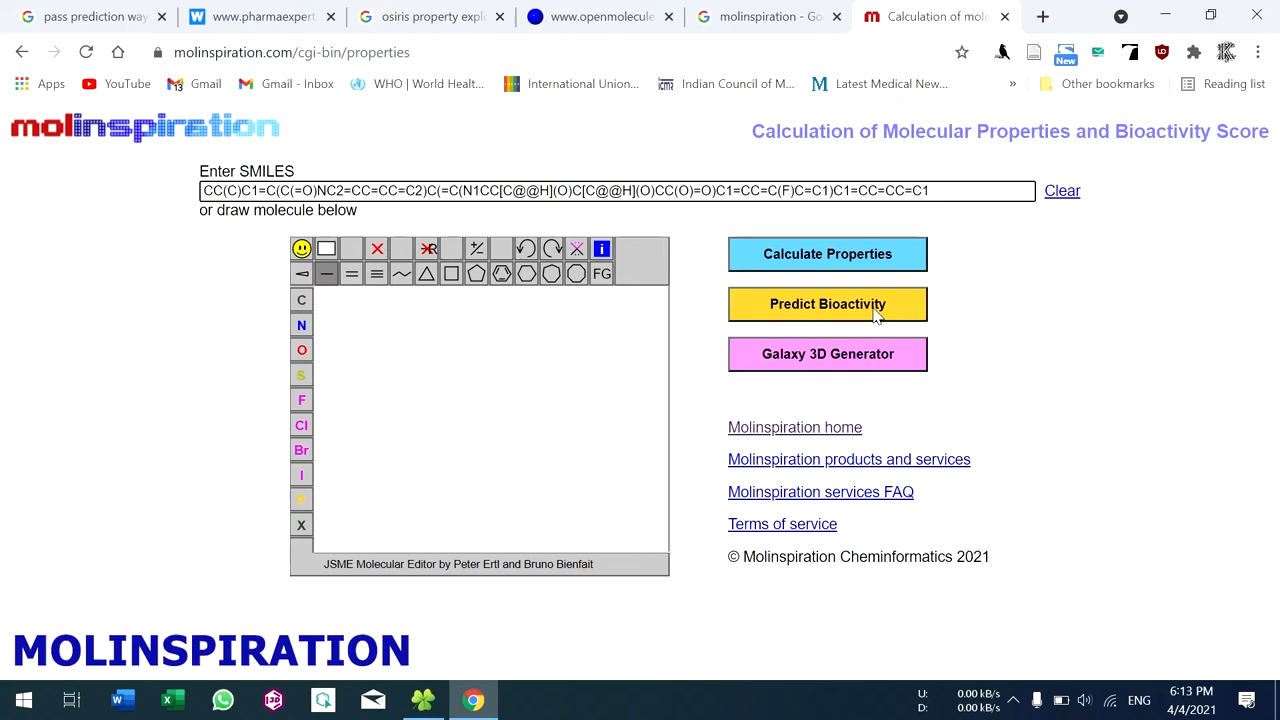 pass prediction way
www.pharmaexpert
osiris property expl
www.openmolecule
molinspiration - Go
Calculation of mole
molinspiration.com/cgi-bin/properties
New
Apps
YouTube
Gmail
Gmail - Inbox
WHO | World Healt...
International Union...
Indian Council of M...
Latest Medical New...
»
Other bookmarks
Reading list
molinspiration
Calculation of Molecular Properties and Bioactivity Score
Enter SMILES
CC(C)C1=C(C(=O)NC2=CC=CC=C2)C(=C(N1CC[C@@H](O)C[C@@H](O)CC(O)=O)C1=CC=C(F)C=C1)C1=CC=CC=C1
Clear
or draw molecule below
Calculate Properties
Predict Bioactivity
Galaxy 3D Generator
FG
C
N
O
S
F
Cl
Br
I
P
X
JSME Molecular Editor by Peter Ertl and Bruno Bienfait
Molinspiration home
Molinspiration products and services
Molinspiration services FAQ
Terms of service
© Molinspiration Cheminformatics 2021
MOLINSPIRATION
U: 0.00 kB/s
D: 0.00 kB/s
ENG
6:13 PM
4/4/2021